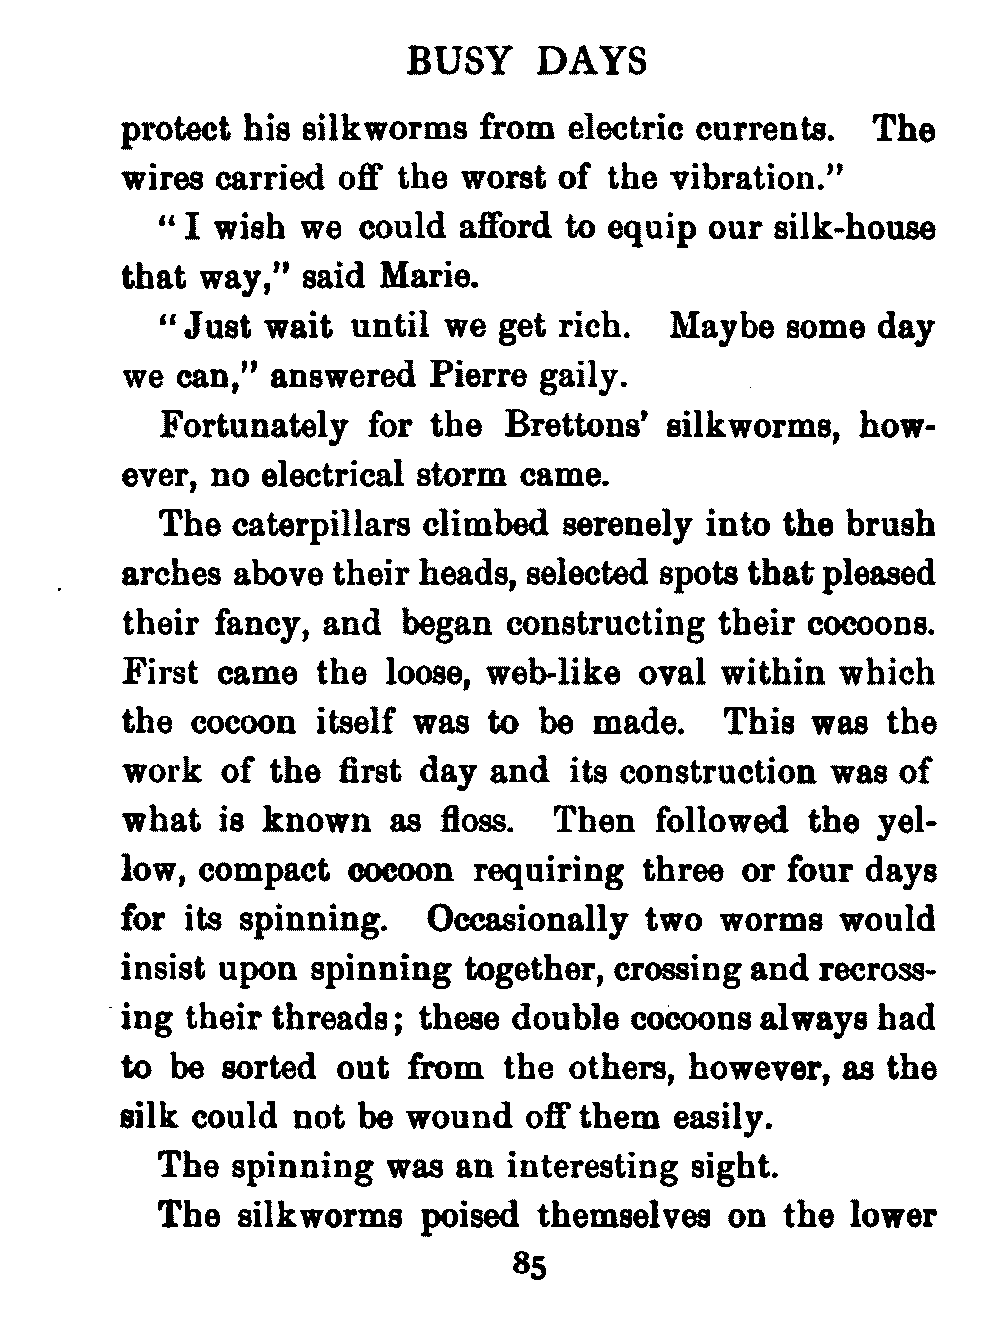 BUSY DAYS
protect his silkworms from electric currents. The
wires carried off the worst of the vibration."
"I wish we could afford to equip our silk-house
that way," said Marie.
"Just wait until we get rich. Maybe some day
we can," answered Pierre gaily.
Fortunately for the Brettons' silkworms, how-
ever, no electrical storm came.
The caterpillars climbed serenely into the brush
arches above their heads, selected spots that pleased
their fancy, and began constructing their cocoons.
First came the loose, web-like oval within which
the cocoon itself was to be made. This was the
work of the first day and its construction was of
what is known as floss. Then followed the yel-
low, compact cocoon requiring three or four days
for its spinning. Occasionally two worms would
insist upon spinning together, crossing and recross-
ing their threads; these double cocoons always had
to be sorted out from the others, however, as the
silk could not be wound off them easily.
The spinning was an interesting sight.
The silkworms poised themselves on the lower
85